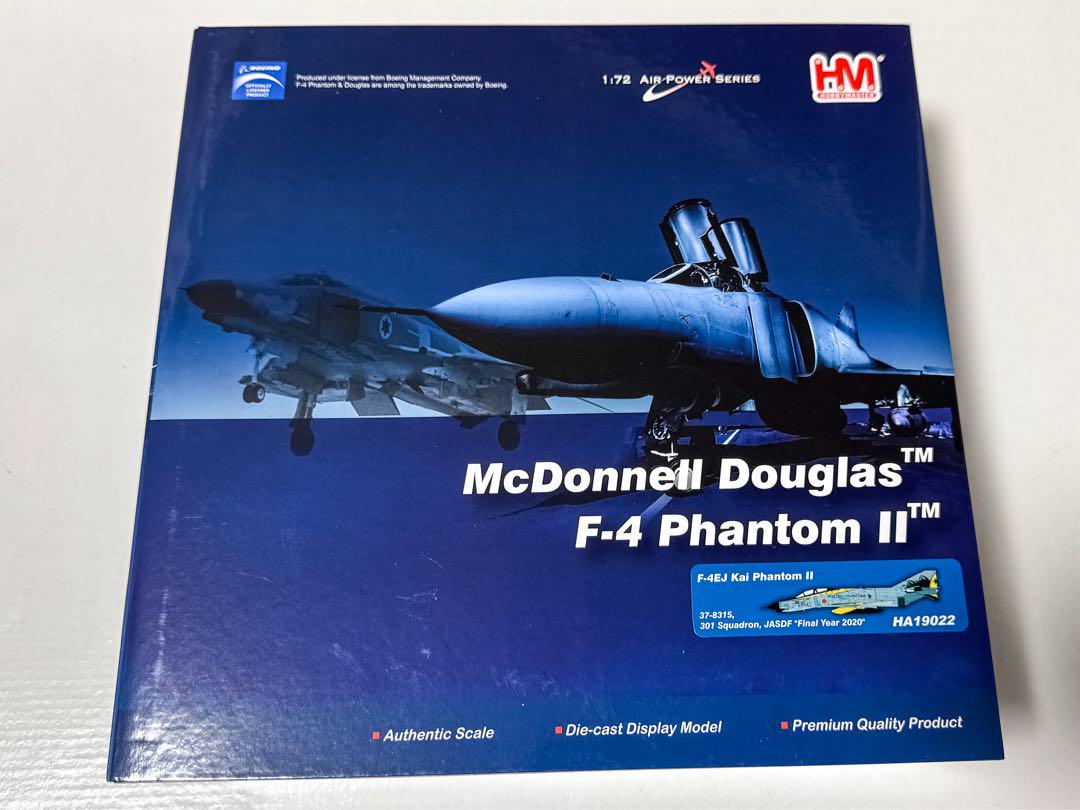 BOEING
OFFICIALLY
LICENSED
PRODUCT
Produced under license from Boeing Management Company.
F-4 Phantom & Douglas are among the trademarks owned by Boeing.
1:72 AIR POWER SERIES
HM
HOBBYMASTER
McDonnell Douglas™
F-4 Phantom II™
F-4EJ Kai Phantom II
37-8315,
301 Squadron, JASDF "Final Year 2020"
HA19022
Authentic Scale
Die-cast Display Model
Premium Quality Product